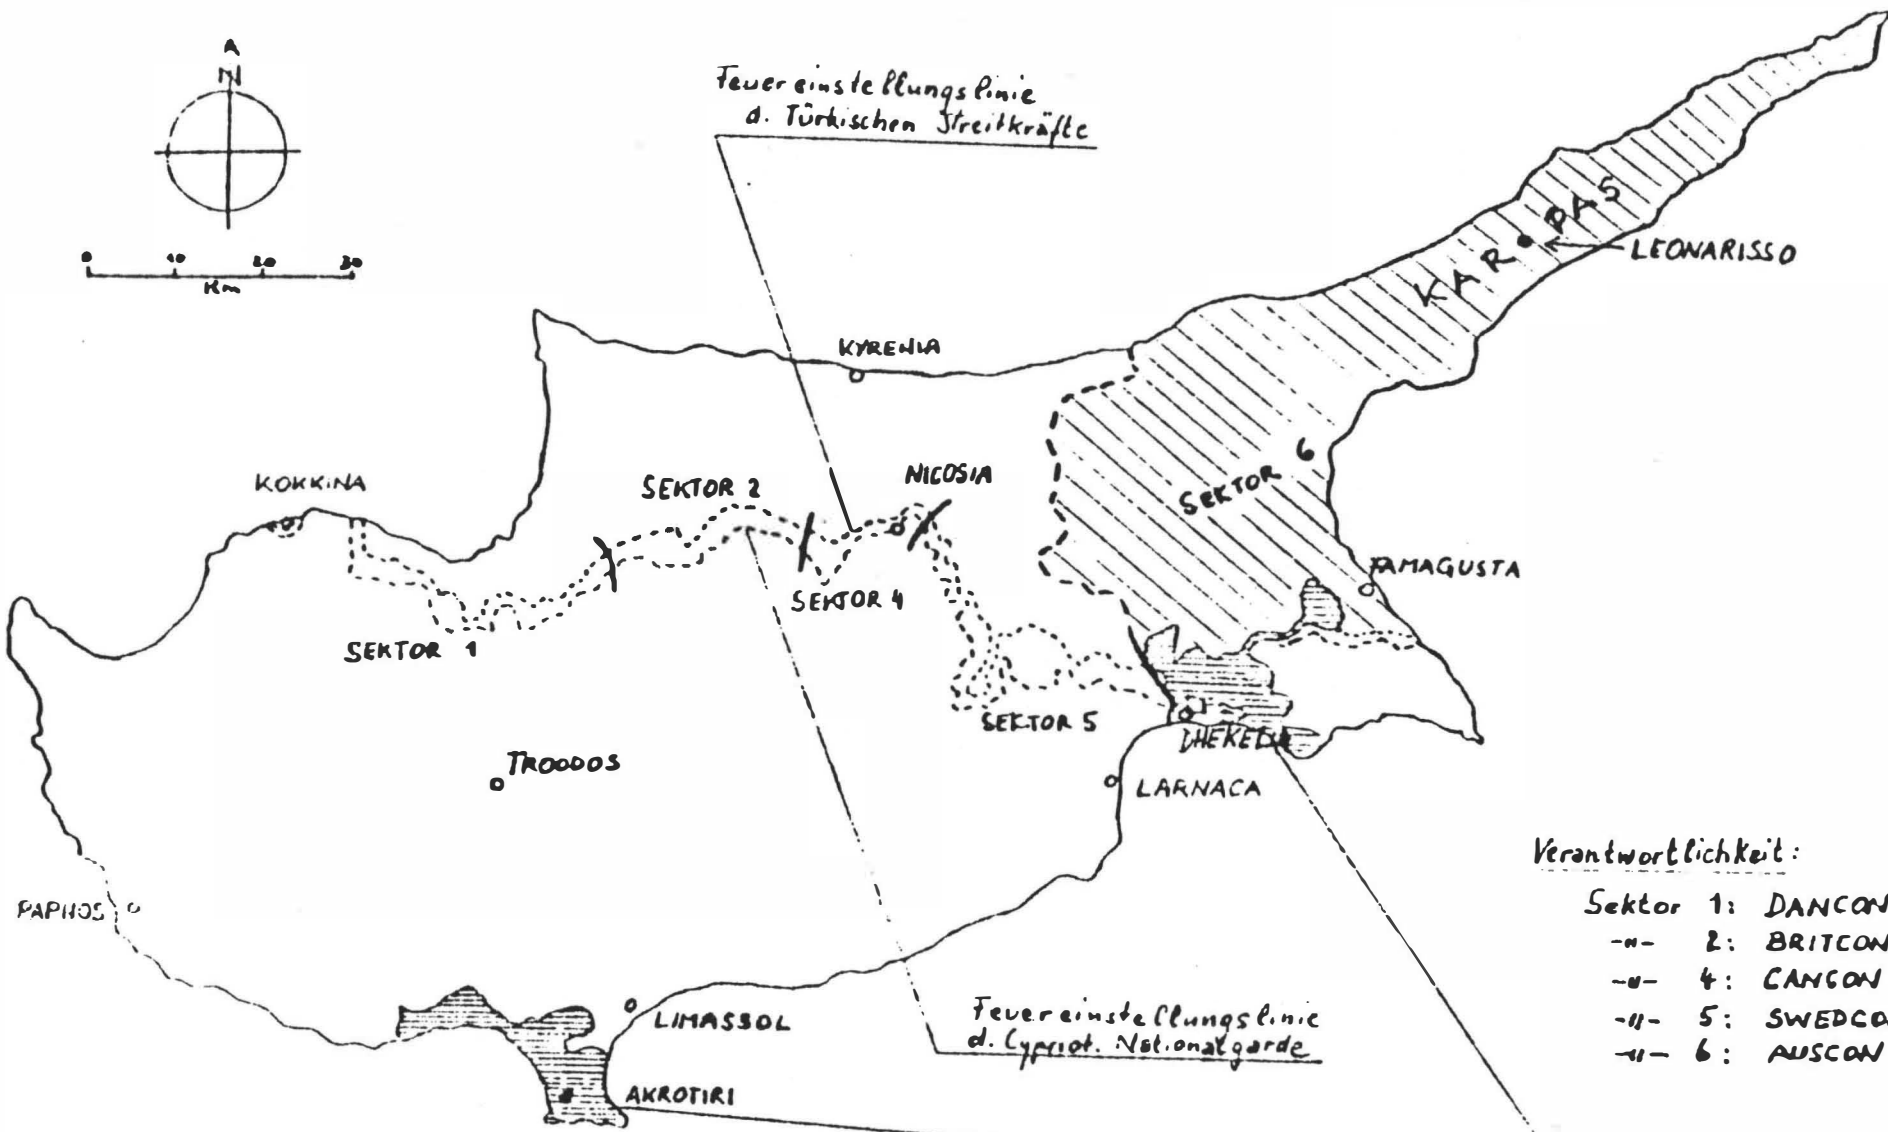 N
0 10 20 30
Km
Feuereinstellungslinie
d. Türkischen Streitkräfte
KARPAS
LEONARISSO
KYRENIA
KOKKINA
SEKTOR 2
NICOSIA
SEKTOR 6
SEKTOR 4
FAMAGUSTA
SEKTOR 1
SEKTOR 5
DHEKELIA
TROODOS
LARNACA
PAPHOS
LIMASSOL
AKROTIRI
Feuereinstellungslinie
d. Cypriot. Nationalgarde
Verantwortlichkeit:
Sektor 1: DANCON
-"- 2: BRITCON
-"- 4: CANCON
-"- 5: SWEDCO
-"- 6: AUSCON